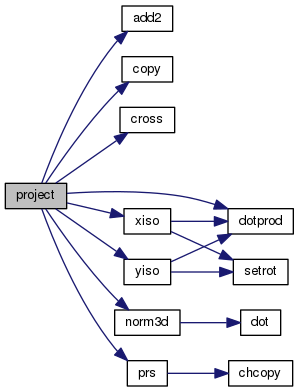 add2
copy
cross
project
xiso
dotprod
yiso
setrot
norm3d
dot
prs
chcopy